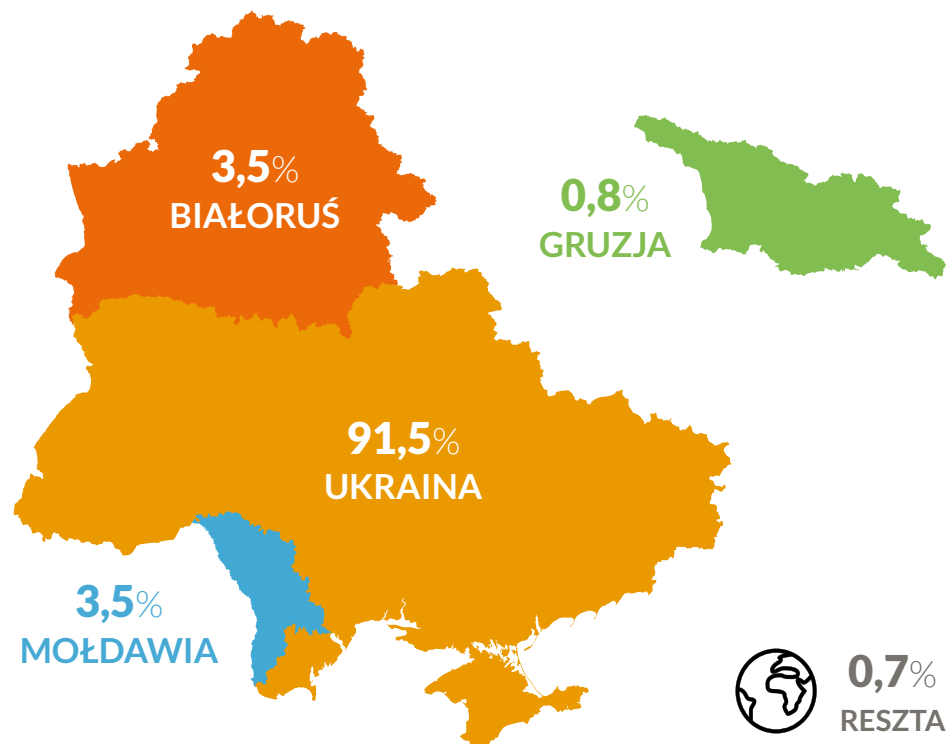 3,5%
BIAŁORUŚ
0,8%
GRUZJA
91,5%
UKRAINA
3,5%
MOŁDAWIA
0,7%
RESZTA